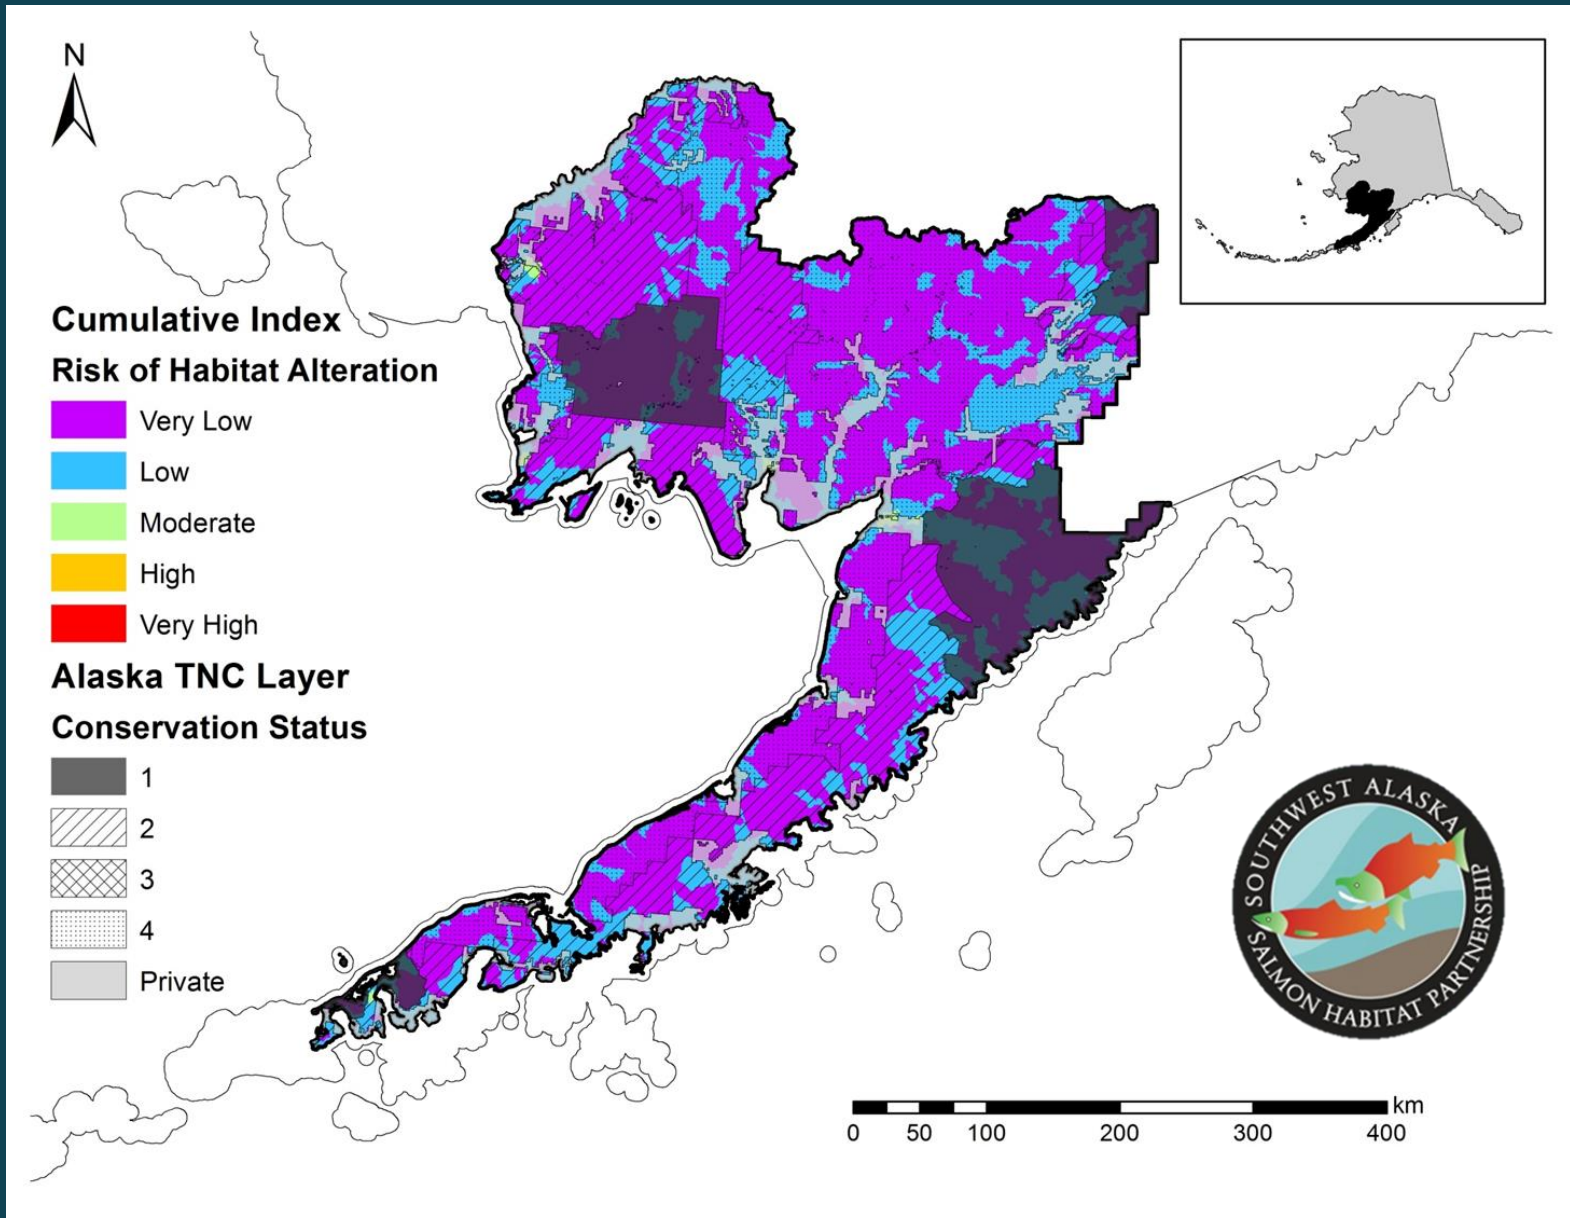 N
Cumulative Index
Risk of Habitat Alteration
Very Low
Low
Moderate
High
Very High
Alaska TNC Layer
Conservation Status
1
2
3
4
Private
SOUTHWEST ALASKA
SALMON HABITAT PARTNERSHIP
km
0 50 100 200 300 400